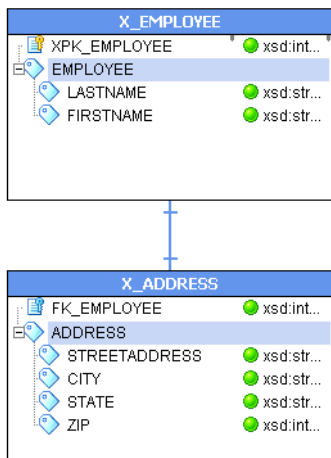 X_EMPLOYEE
XPK_EMPLOYEE xsd:int...
EMPLOYEE
LASTNAME xsd:str...
FIRSTNAME xsd:str...
X_ADDRESS
FK_EMPLOYEE xsd:int...
ADDRESS
STREETADDRESS xsd:str...
CITY xsd:str...
STATE xsd:str...
ZIP xsd:int...